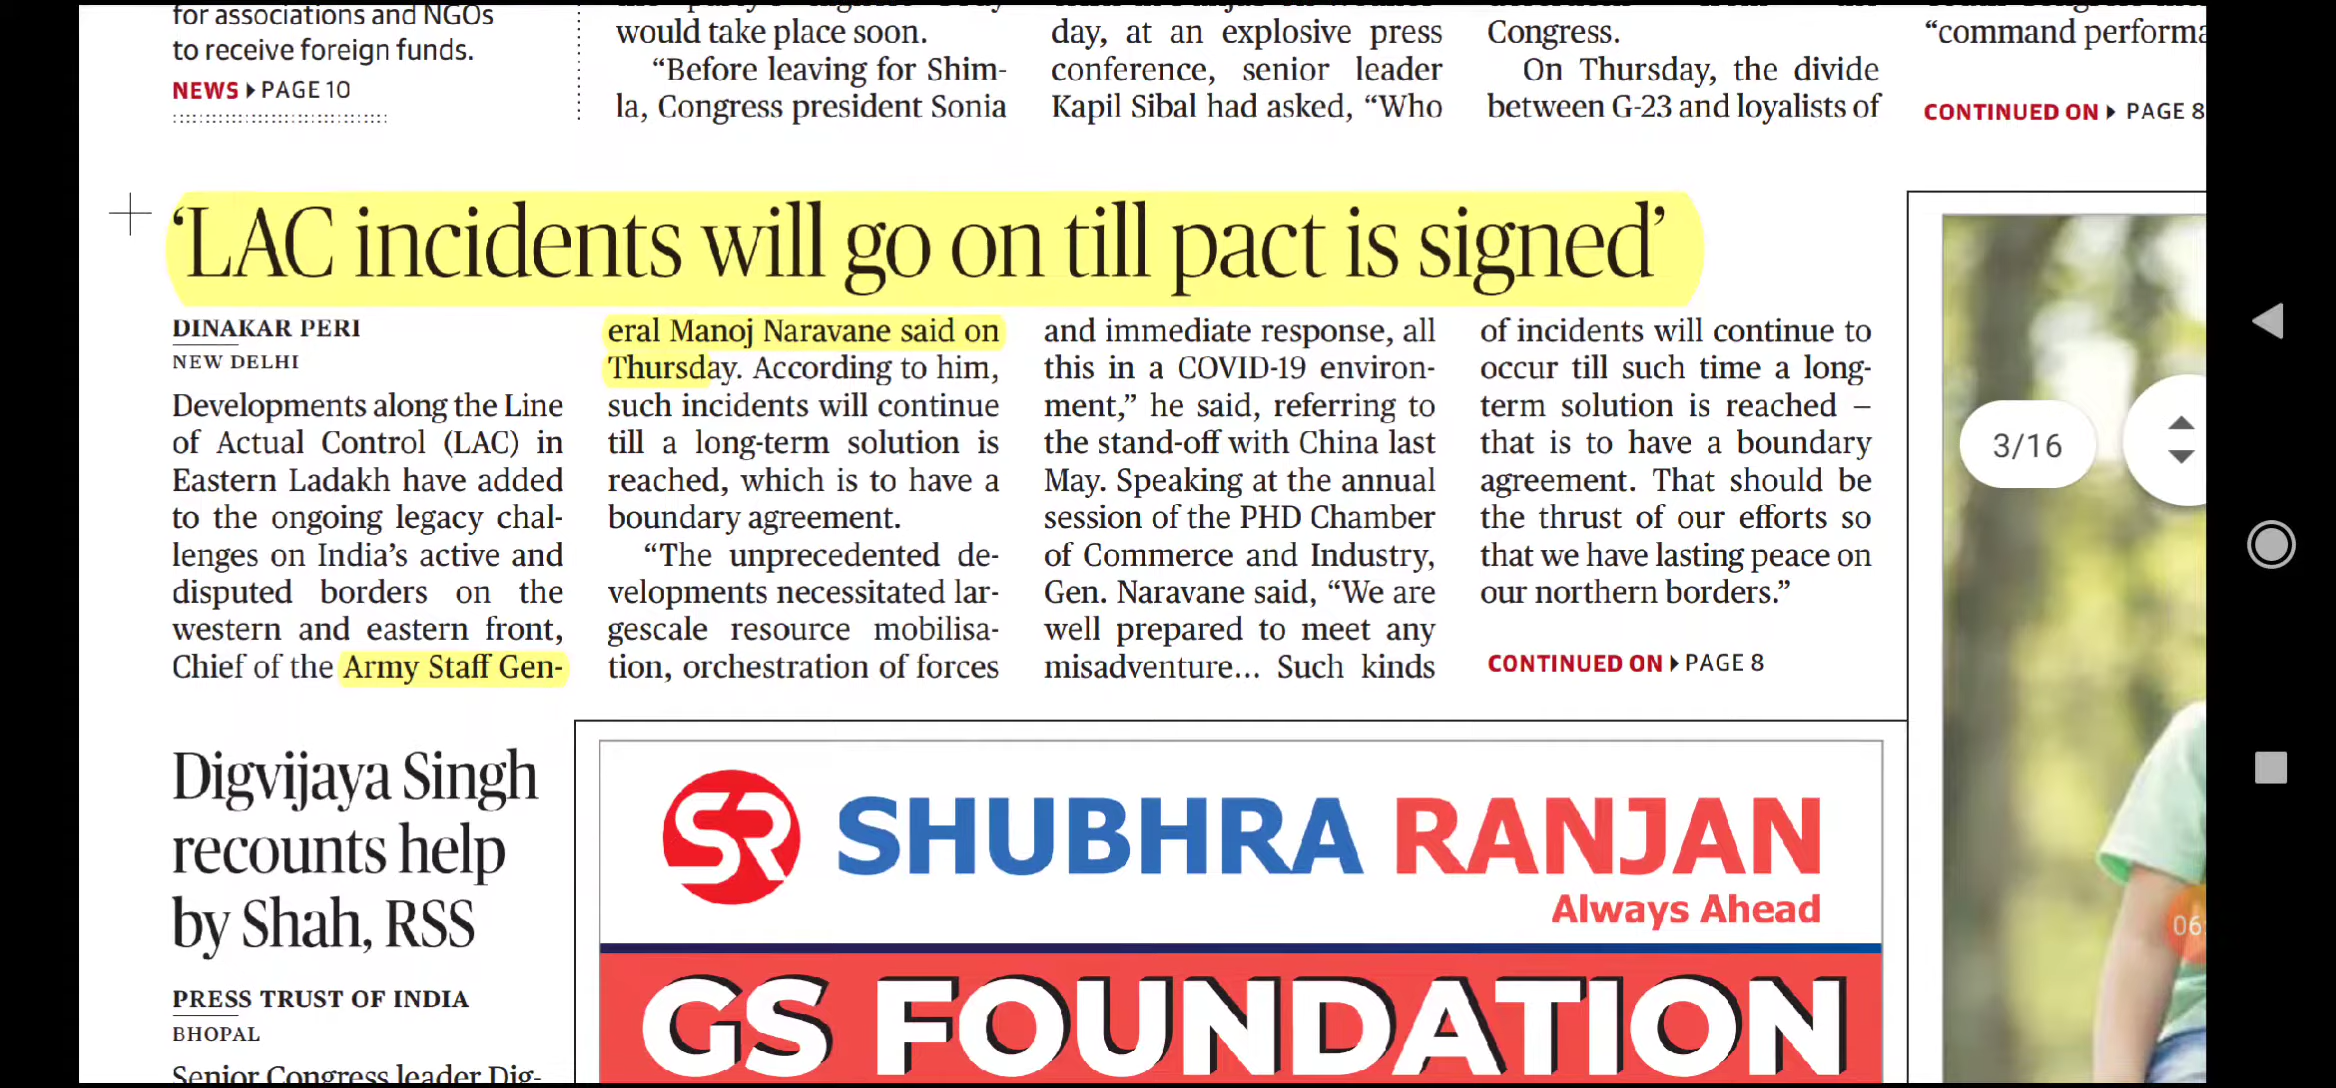 for associations and NGOs
to receive foreign funds.
NEWS PAGE 10
would take place soon.
“Before leaving for Shim-
la, Congress president Sonia
day, at an explosive press
conference, senior leader
Kapil Sibal had asked, “Who
Congress.
On Thursday, the divide
between G-23 and loyalists of
“command performa
CONTINUED ON PAGE 8
‘LAC incidents will go on till pact is signed’
DINAKAR PERI
NEW DELHI
Developments along the Line
of Actual Control (LAC) in
Eastern Ladakh have added
to the ongoing legacy chal-
lenges on India’s active and
disputed borders on the
western and eastern front,
Chief of the Army Staff Gen-
eral Manoj Naravane said on
Thursday. According to him,
such incidents will continue
till a long-term solution is
reached, which is to have a
boundary agreement.
“The unprecedented de-
velopments necessitated lar-
gescale resource mobilisa-
tion, orchestration of forces
and immediate response, all
this in a COVID-19 environ-
ment,” he said, referring to
the stand-off with China last
May. Speaking at the annual
session of the PHD Chamber
of Commerce and Industry,
Gen. Naravane said, “We are
well prepared to meet any
misadventure... Such kinds
of incidents will continue to
occur till such time a long-
term solution is reached –
that is to have a boundary
agreement. That should be
the thrust of our efforts so
that we have lasting peace on
our northern borders.”
CONTINUED ON PAGE 8
3/16
Digvijaya Singh
recounts help
by Shah, RSS
PRESS TRUST OF INDIA
BHOPAL
Senior Congress leader Dig-
SR SHUBHRA RANJAN
Always Ahead
GS FOUNDATION
06: